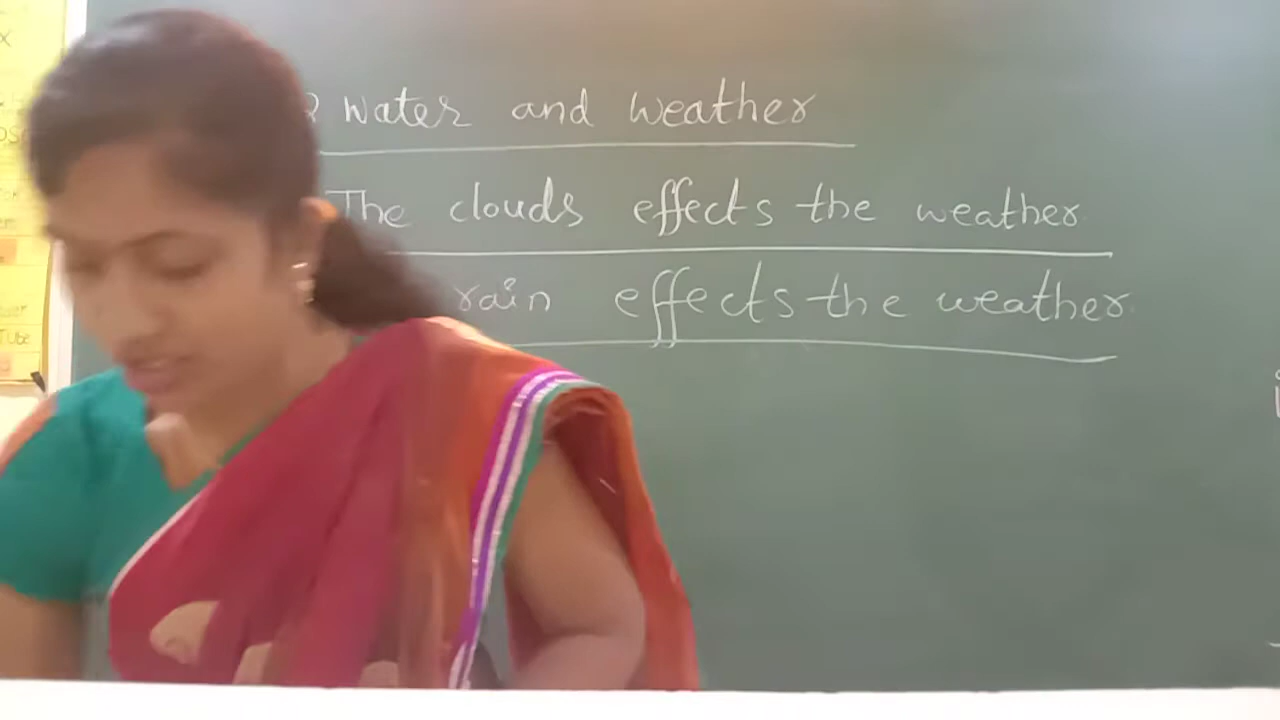 water and weather
The clouds effects the weather
rain effects the weather